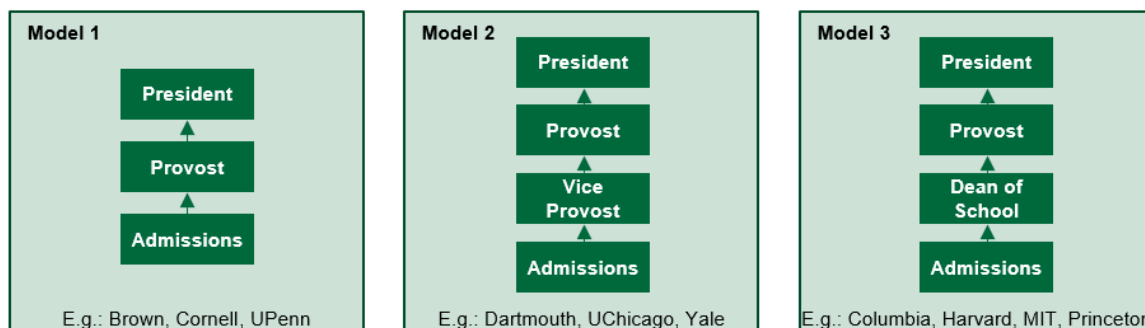 Model 1
President
Provost
Admissions
E.g.: Brown, Cornell, UPenn
Model 2
President
Provost
Vice
Provost
Admissions
E.g.: Dartmouth, UChicago, Yale
Model 3
President
Provost
Dean of
School
Admissions
E.g.: Columbia, Harvard, MIT, Princeto